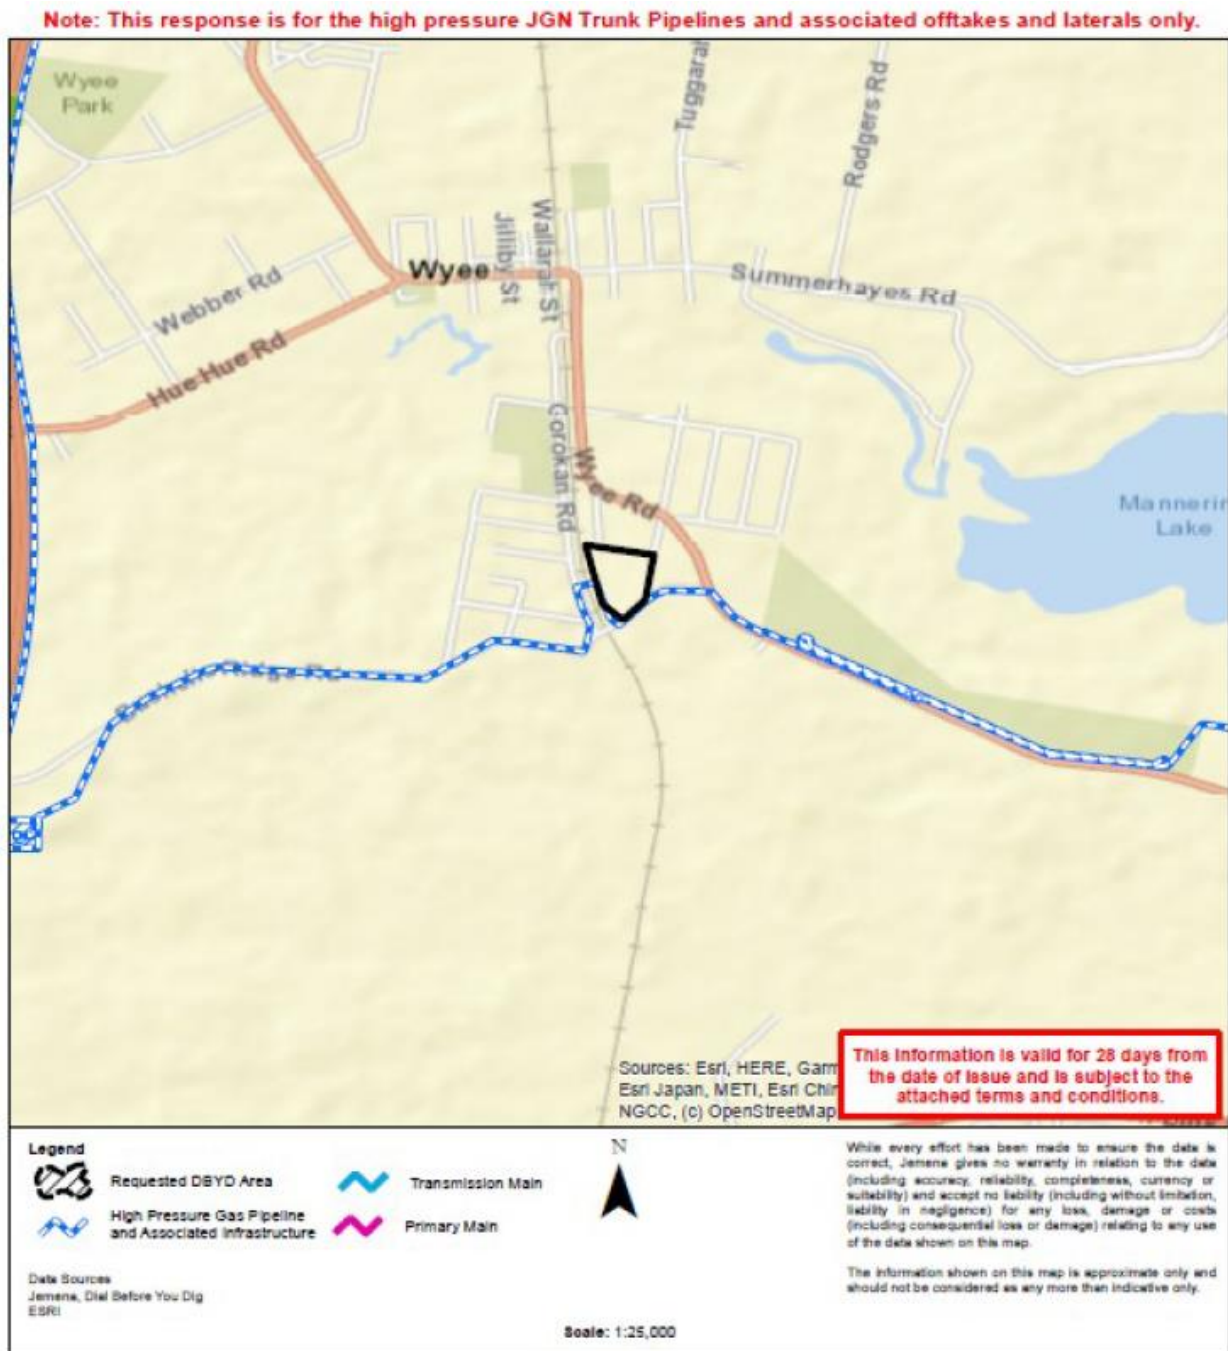 Note: This response is for the high pressure JGN Trunk Pipelines and associated offtakes and laterals only.
Wyee
Park
Tuggaral
Rodgers Rd
Jilliby St
Wallarah St
Wyee
Summerhayes Rd
Webber Rd
Hue Hue Rd
Gorokan Rd
Wyee Rd
Mannerin
Lake
Sources: Esri, HERE, Garm
Esri Japan, METI, Esri Chin
NGCC, (c) OpenStreetMap
This information is valid for 28 days from
the date of issue and is subject to the
attached terms and conditions.
Legend
Requested DBYD Area
Transmission Main
High Pressure Gas Pipeline
and Associated Infrastructure
Primary Main
N
Data Sources
Jemena, Dial Before You Dig
ESRI
Scale: 1:25,000
While every effort has been made to ensure the data is
correct, Jemena gives no warranty in relation to the data
(including accuracy, reliability, completeness, currency or
suitability) and accept no liability (including without limitation,
liability in negligence) for any loss, damage or costs
(including consequential loss or damage) relating to any use
of the data shown on this map.
The information shown on this map is approximate only and
should not be considered as any more than indicative only.